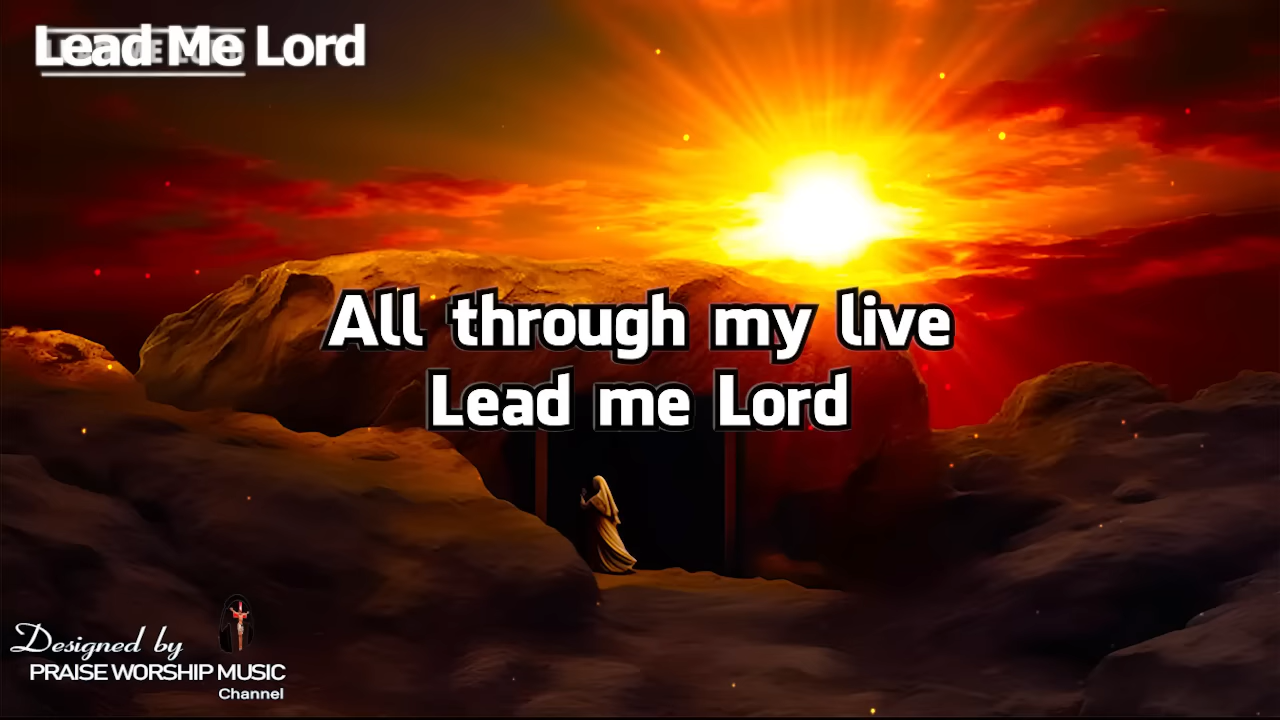 Lead Me Lord
All through my live
Lead me Lord
Designed by
PRAISE WORSHIP MUSIC
Channel